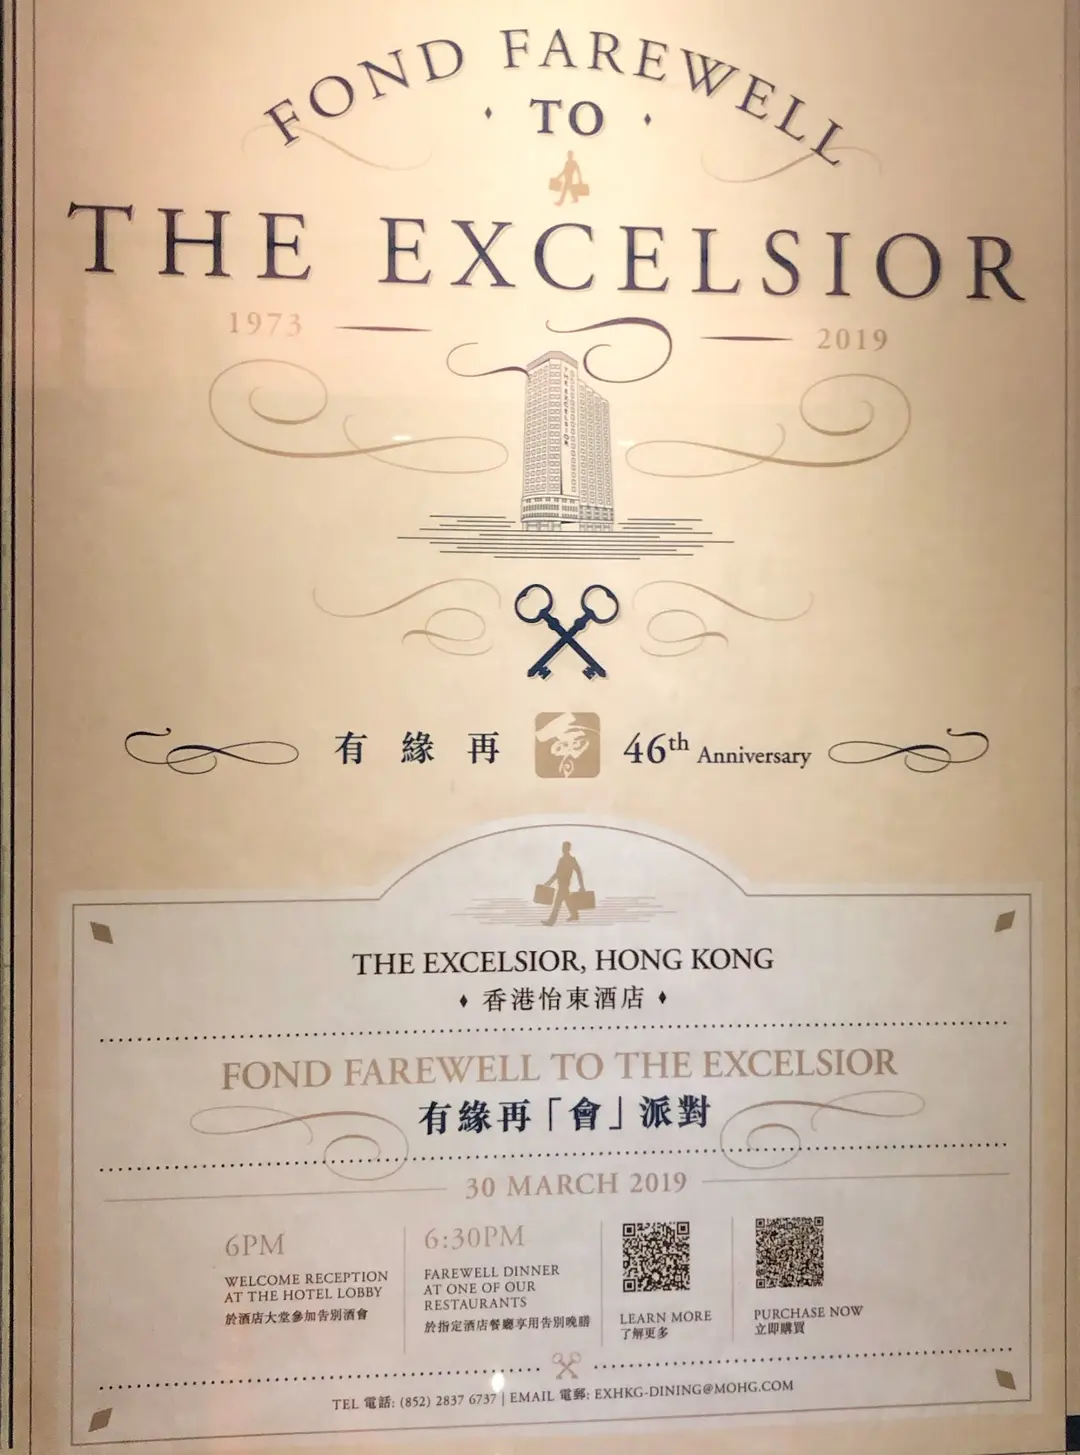 FOND FAREWELL
TO
THE EXCELSIOR
1973 2019
THE EXCELSIOR
有緣再會 46th Anniversary
THE EXCELSIOR, HONG KONG
香港怡東酒店
FOND FAREWELL TO THE EXCELSIOR
有緣再「會」派對
30 MARCH 2019
6PM
WELCOME RECEPTION
AT THE HOTEL LOBBY
於酒店大堂參加告別酒會
6:30PM
FAREWELL DINNER
AT ONE OF OUR
RESTAURANTS
於指定酒店餐廳享用告別晚膳
LEARN MORE
了解更多
PURCHASE NOW
立即購買
TEL 電話: (852) 2837 6737 | EMAIL 電郵: EXHKG-DINING@MOHG.COM